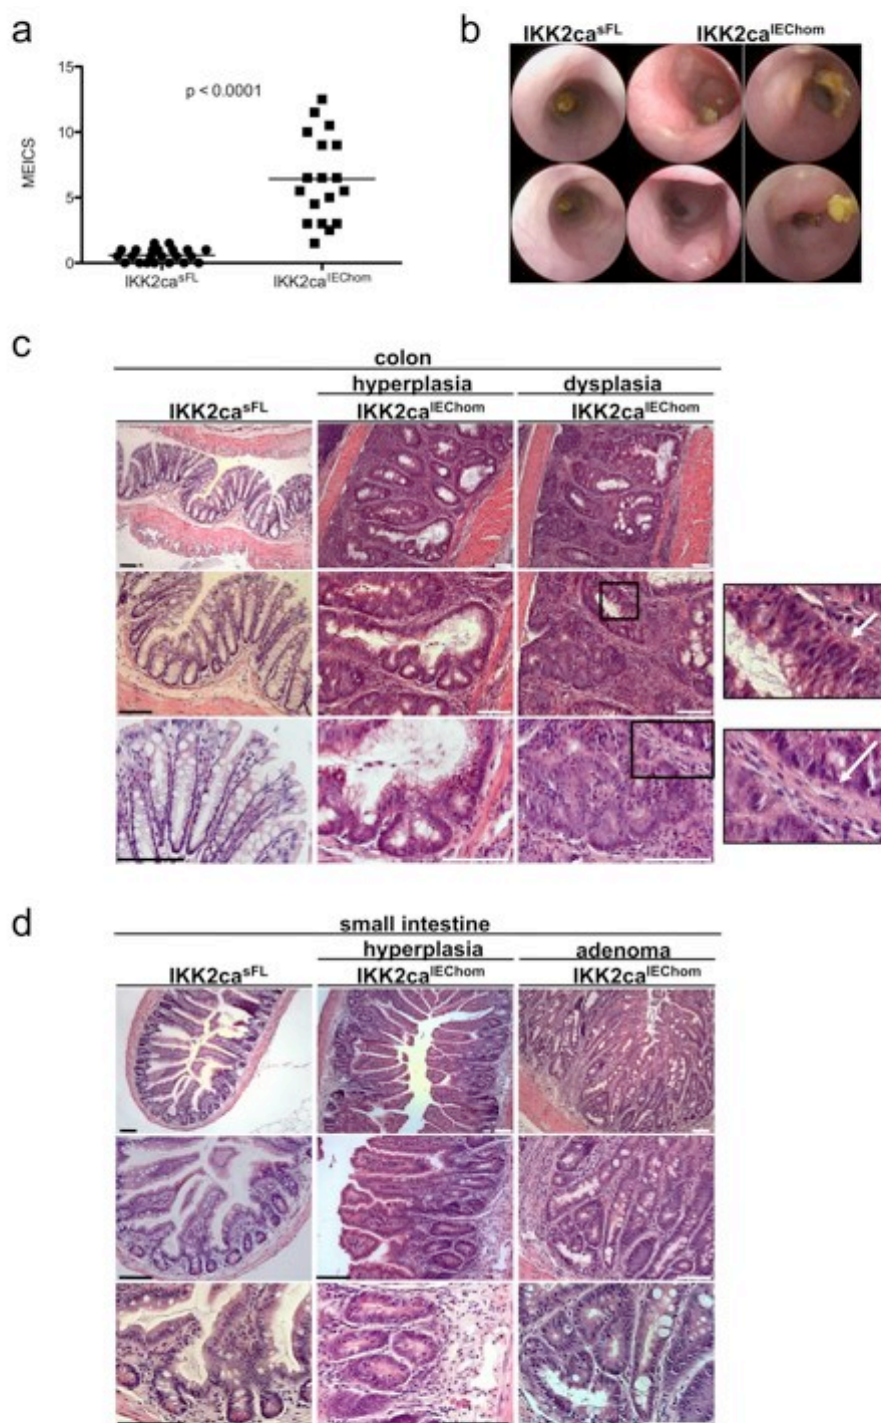 a
15
10
5
0
MEICS
p < 0.0001
IKK2ca^sFL
IKK2ca^IEChom
b
IKK2ca^sFL
IKK2ca^IEChom
c
colon
hyperplasia
dysplasia
IKK2ca^sFL
IKK2ca^IEChom
IKK2ca^IEChom
d
small intestine
hyperplasia
adenoma
IKK2ca^sFL
IKK2ca^IEChom
IKK2ca^IEChom